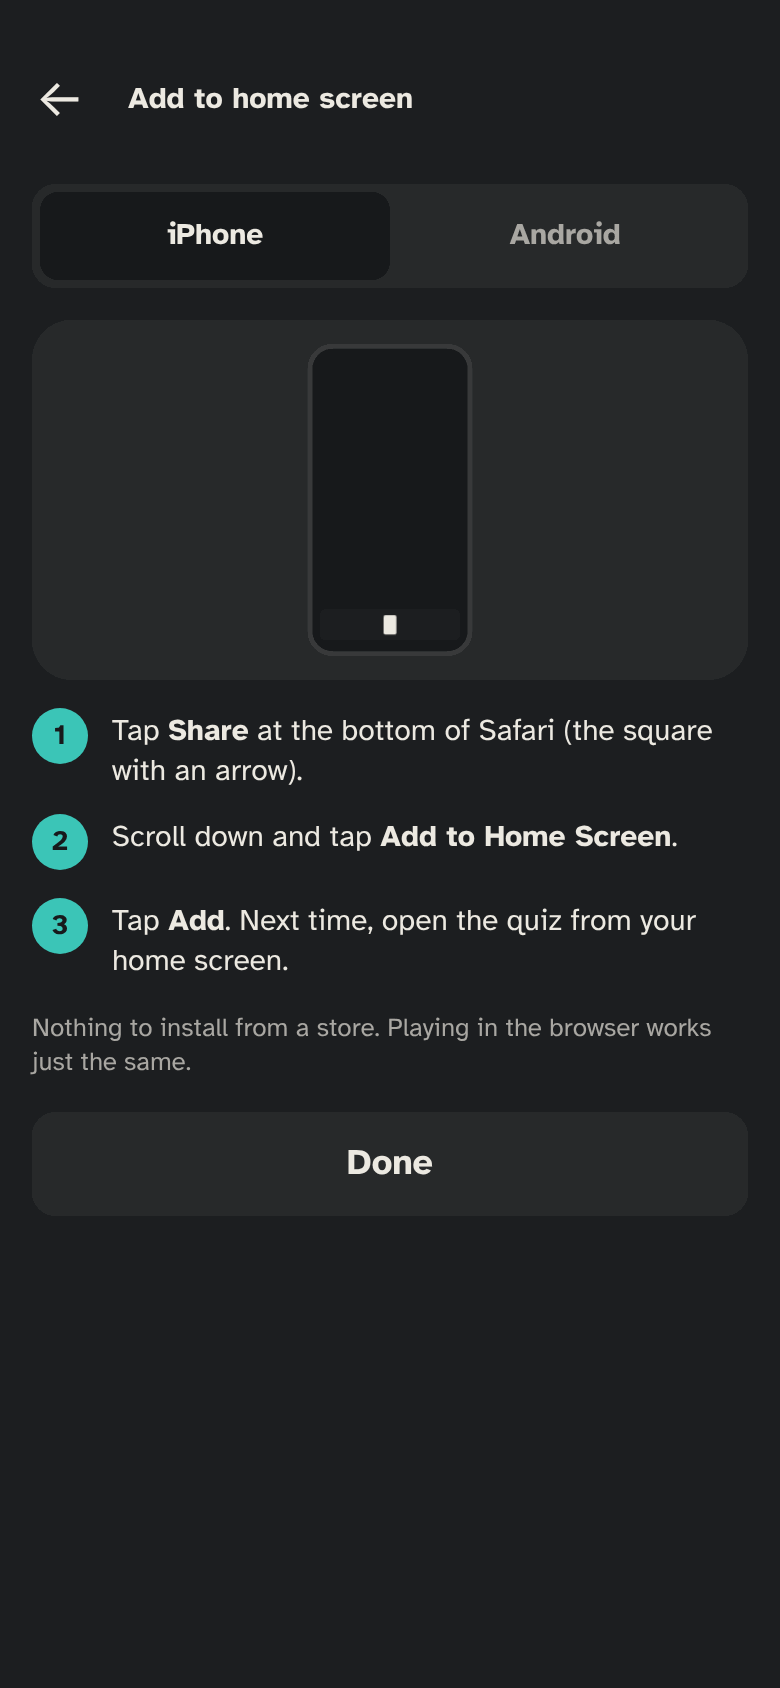 Add to home screen
iPhone
Android
1
Tap Share at the bottom of Safari (the square
with an arrow).
2
Scroll down and tap Add to Home Screen.
3
Tap Add. Next time, open the quiz from your
home screen.
Nothing to install from a store. Playing in the browser works
just the same.
Done